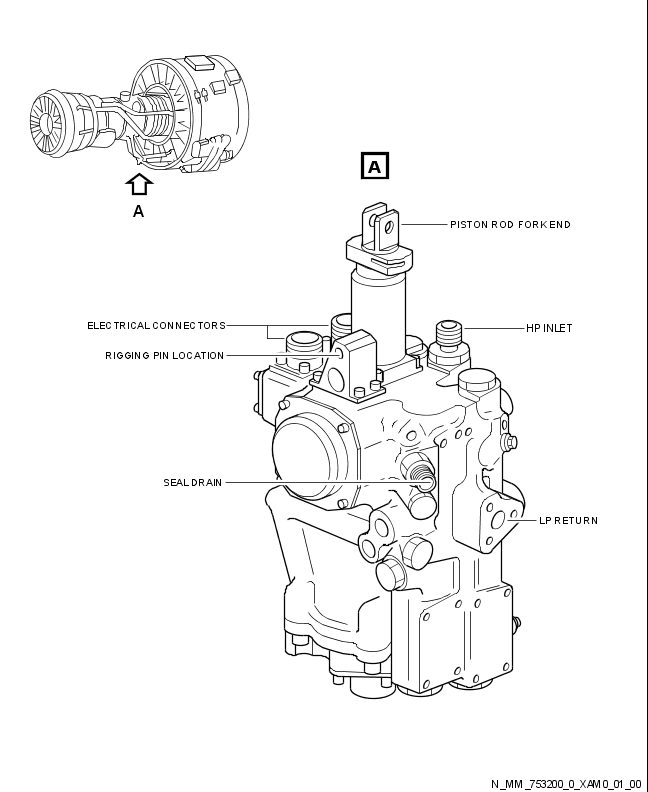 A
A
PISTON ROD FORK END
ELECTRICAL CONNECTORS
HP INLET
RIGGING PIN LOCATION
SEAL DRAIN
LP RETURN
N_MM_753200_0_XAM0_01_00